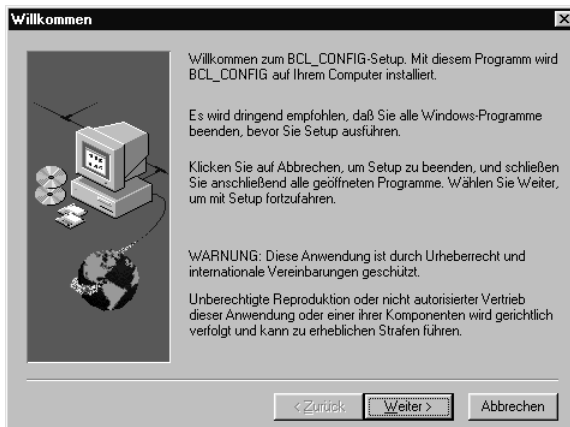 Willkommen
Willkommen zum BCL_CONFIG-Setup. Mit diesem Programm wird
BCL_CONFIG auf Ihrem Computer installiert.
Es wird dringend empfohlen, daß Sie alle Windows-Programme
beenden, bevor Sie Setup ausführen.
Klicken Sie auf Abbrechen, um Setup zu beenden, und schließen
Sie anschließend alle geöffneten Programme. Wählen Sie Weiter,
um mit Setup fortzufahren.
WARNUNG: Diese Anwendung ist durch Urheberrecht und
internationale Vereinbarungen geschützt.
Unberechtigte Reproduktion oder nicht autorisierter Vertrieb
dieser Anwendung oder einer ihrer Komponenten wird gerichtlich
verfolgt und kann zu erheblichen Strafen führen.
< Zurück Weiter > Abbrechen